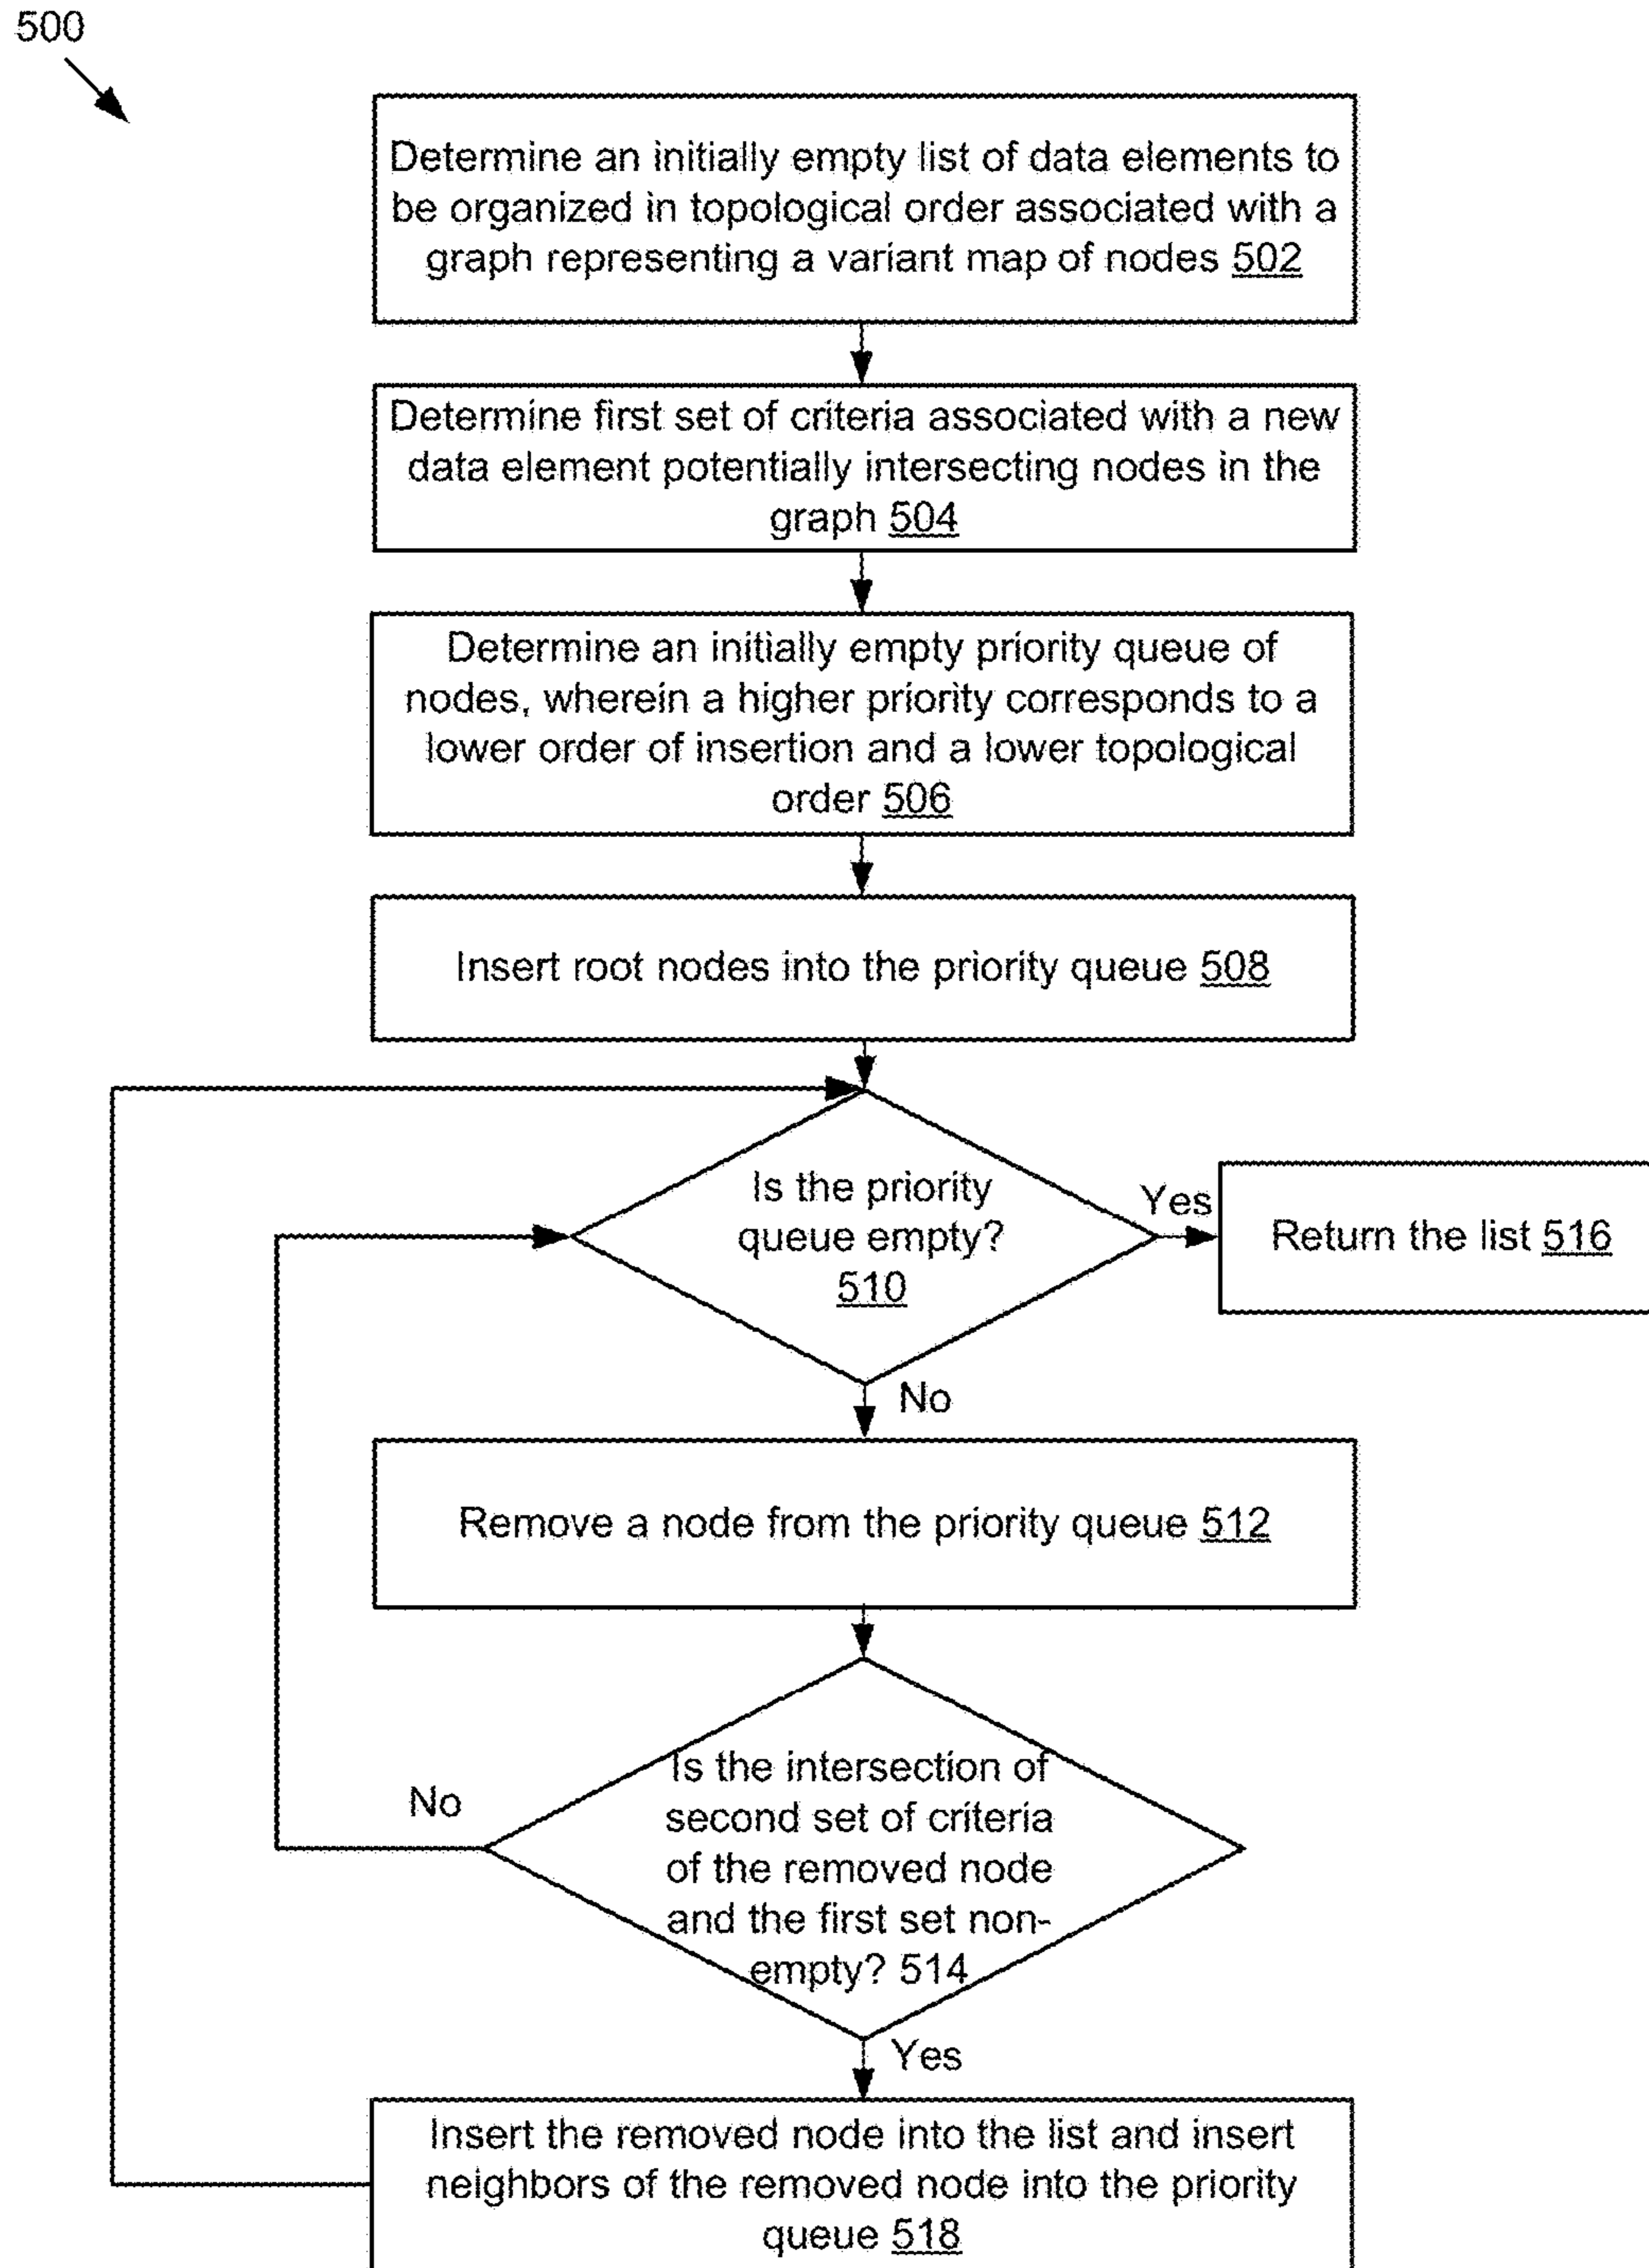 500
Determine an initially empty list of data elements to
be organized in topological order associated with a
graph representing a variant map of nodes 502
Determine first set of criteria associated with a new
data element potentially intersecting nodes in the
graph 504
Determine an initially empty priority queue of
nodes, wherein a higher priority corresponds to a
lower order of insertion and a lower topological
order 506
Insert root nodes into the priority queue 508
Is the priority
queue empty?
510
Yes
Return the list 516
No
Remove a node from the priority queue 512
Is the intersection of
second set of criteria
of the removed node
and the first set non-
empty? 514
No
Yes
Insert the removed node into the list and insert
neighbors of the removed node into the priority
queue 518